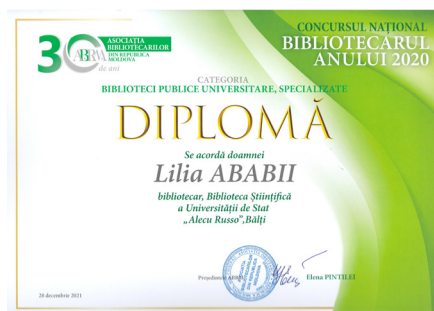 30
de ani
ABRM
ASOCIAȚIA
BIBLIOTECARILOR
DIN REPUBLICA
MOLDOVA
CONCURSUL NAȚIONAL
BIBLIOTECARUL
ANULUI 2020
CATEGORIA
BIBLIOTECI PUBLICE UNIVERSITARE, SPECIALIZATE
DIPLOMĂ
Se acordă doamnei
Lilia ABABII
bibliotecar, Biblioteca Științifică
a Universității de Stat
„Alecu Russo”,Bălți
Președinte ABRM Elena PINTILEI
28 decembrie 2021